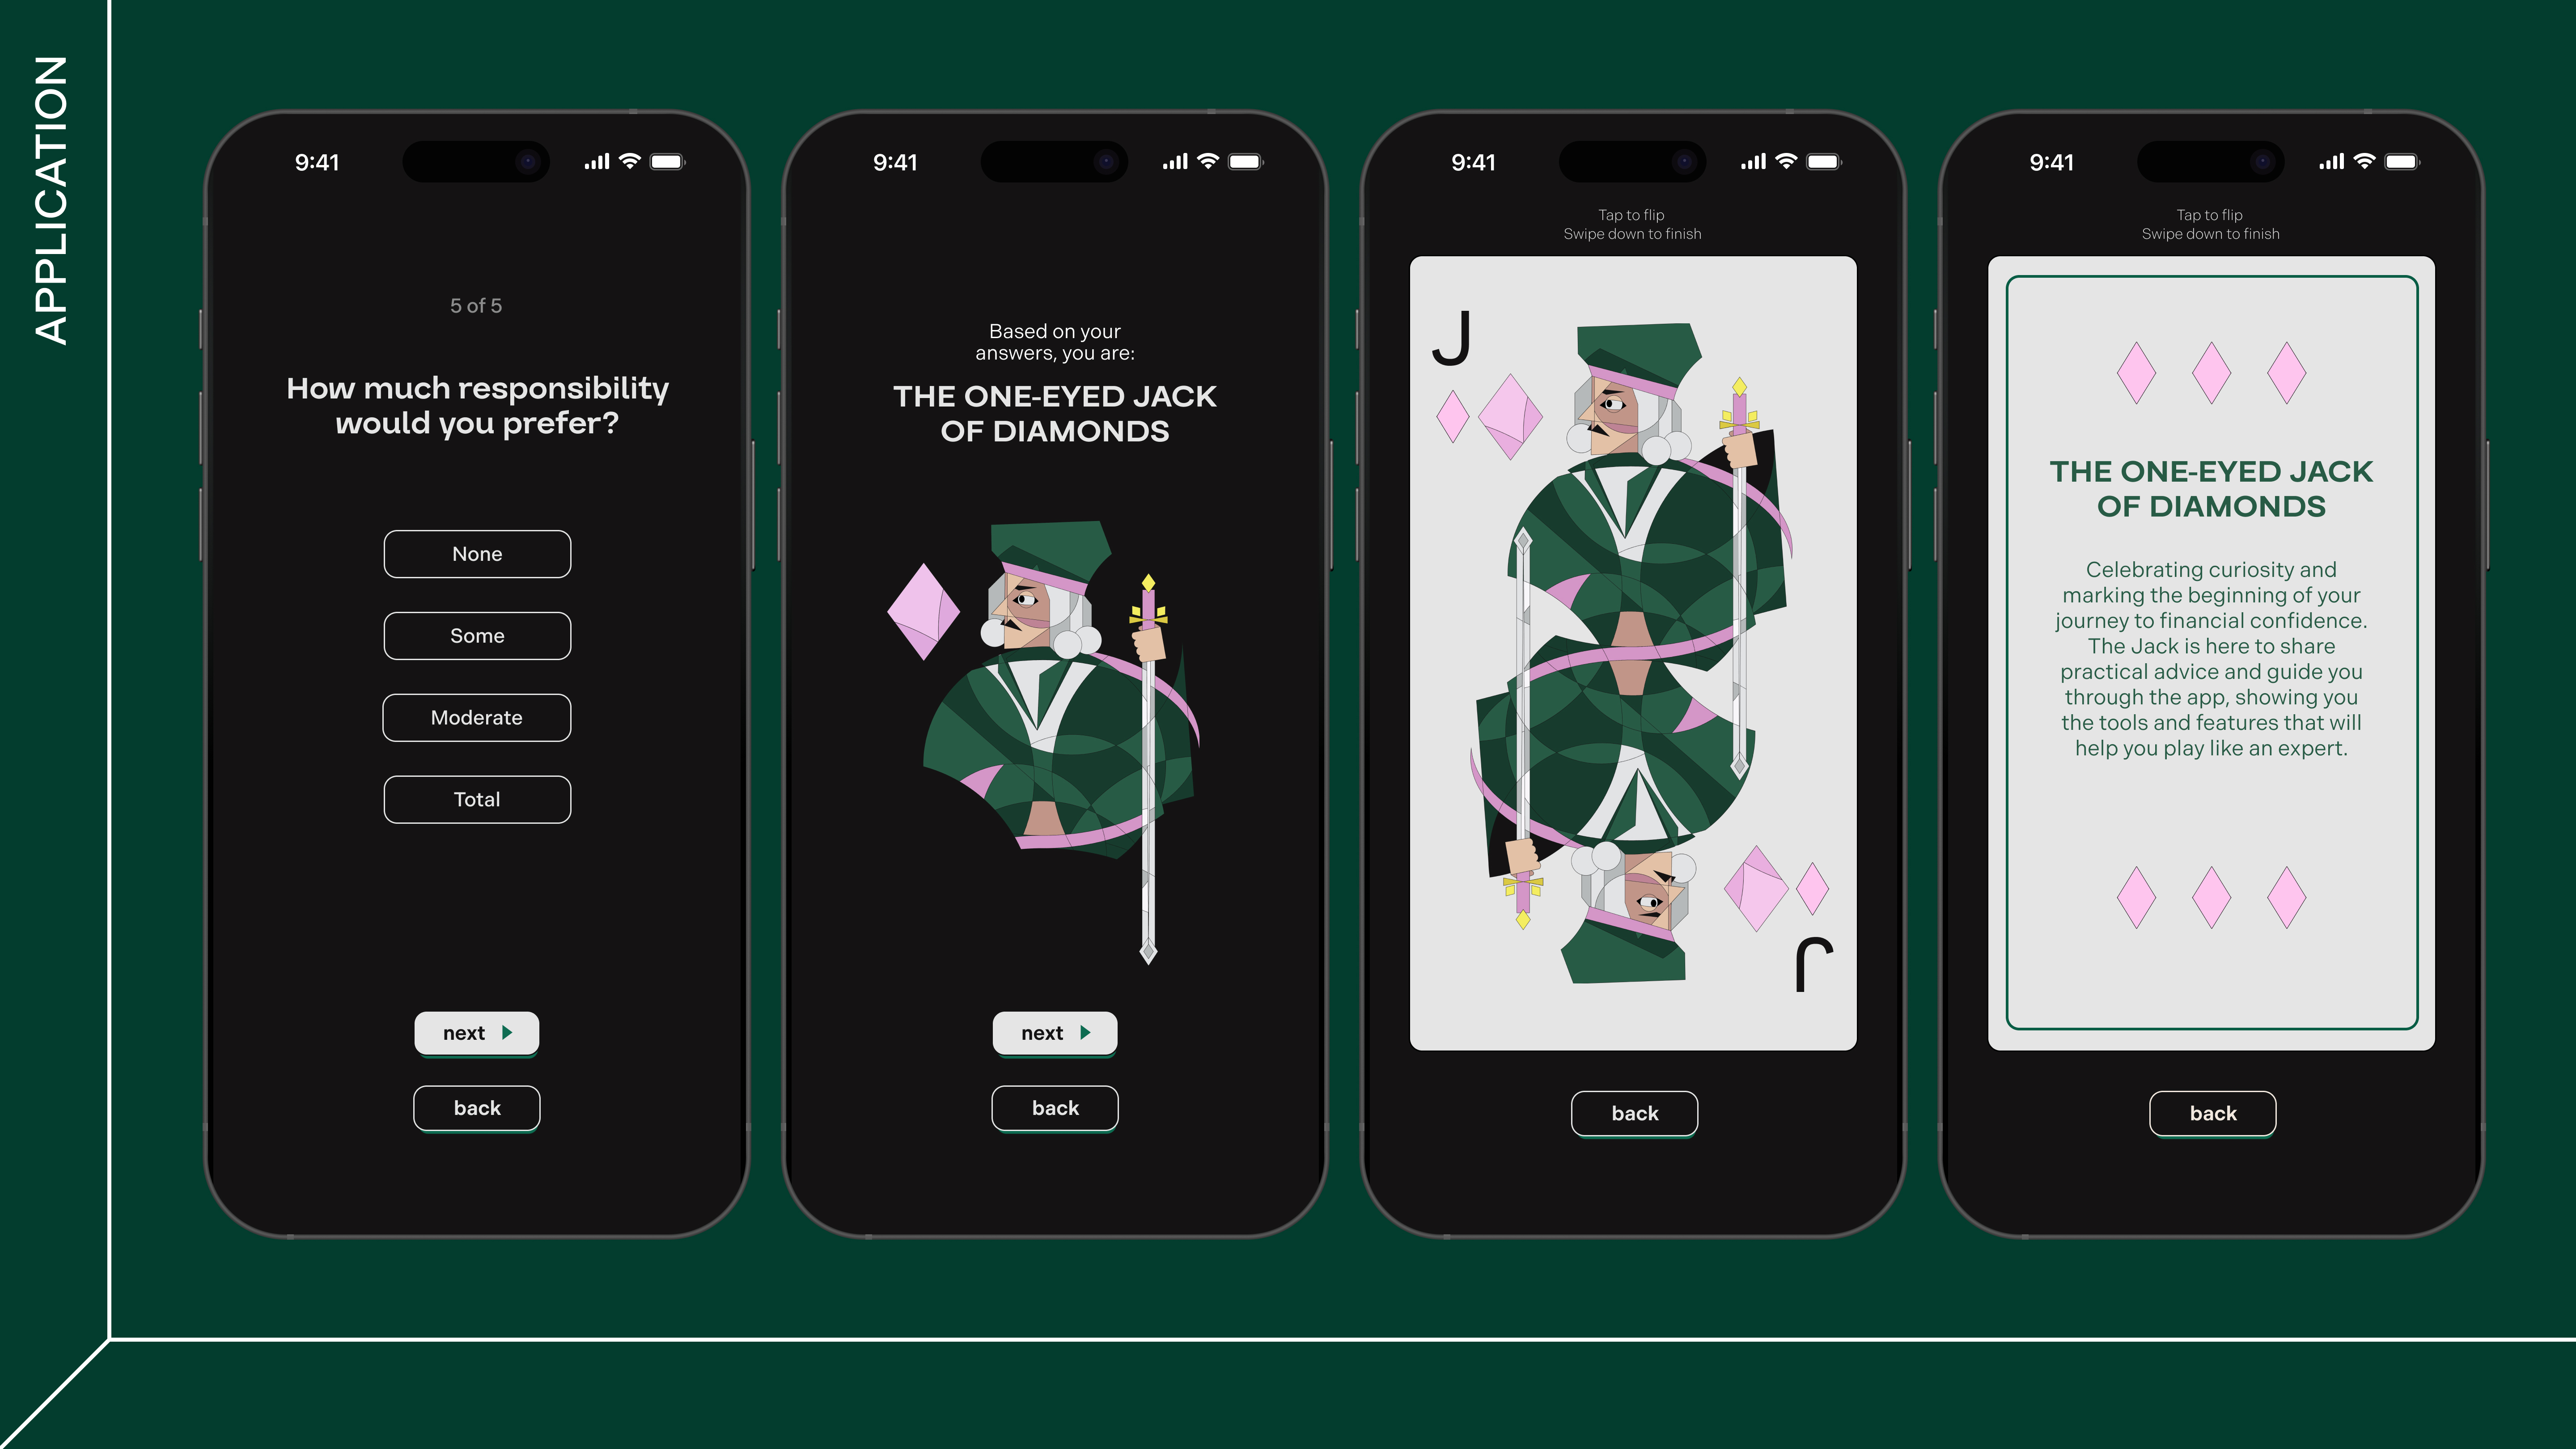 APPLICATION
9:41
5 of 5
How much responsibility
would you prefer?
None
Some
Moderate
Total
next
back
9:41
Based on your
answers, you are:
THE ONE-EYED JACK
OF DIAMONDS
next
back
9:41
Tap to flip
Swipe down to finish
J
J
back
9:41
Tap to flip
Swipe down to finish
THE ONE-EYED JACK
OF DIAMONDS
Celebrating curiosity and
marking the beginning of your
journey to financial confidence.
The Jack is here to share
practical advice and guide you
through the app, showing you
the tools and features that will
help you play like an expert.
back